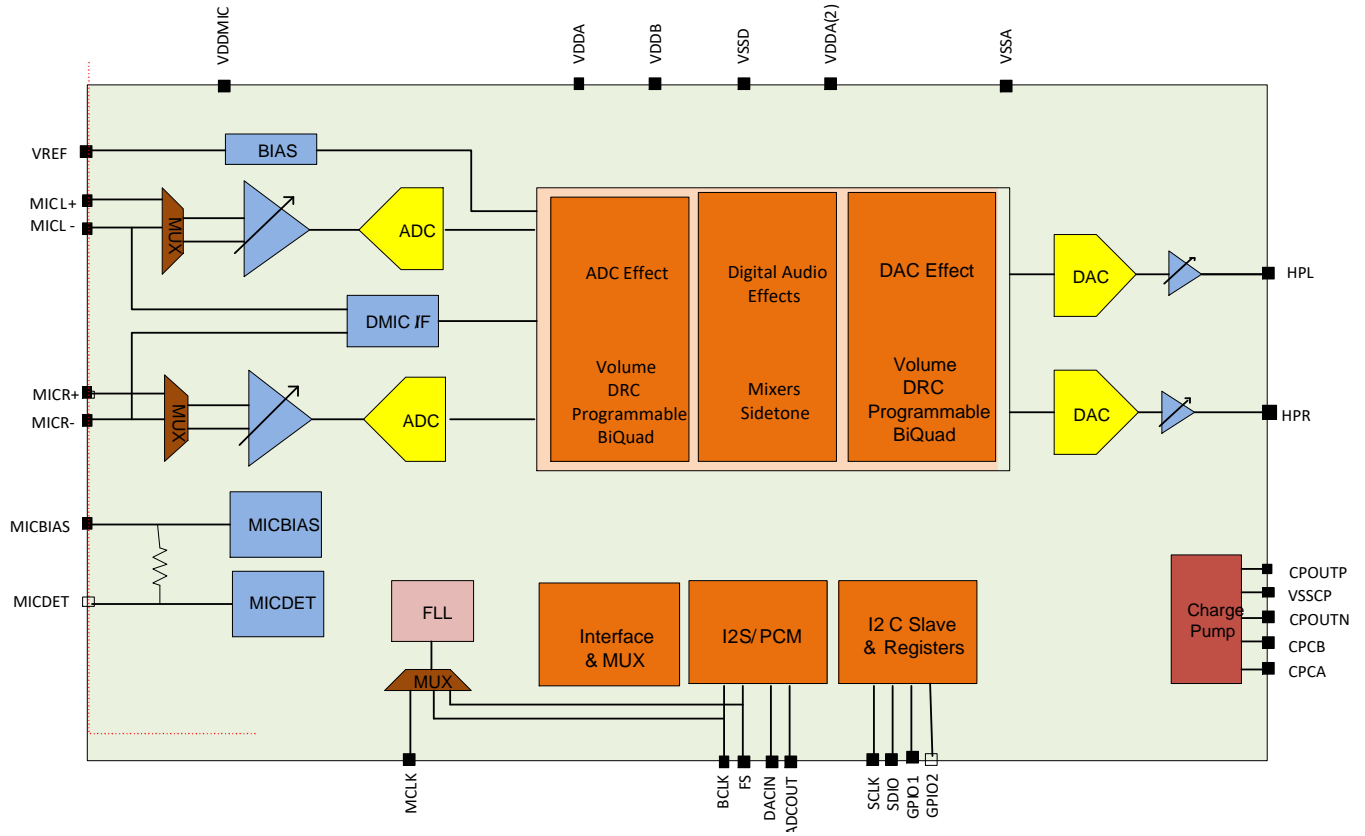 VDDMIC
VDDA
VDDB
VSSD
VDDA(2)
VSSA
VREF
BIAS
MICL+
MICL -
MUX
ADC
DMIC IF
MICR+
MICR-
MUX
ADC
ADC Effect
Volume
DRC
Programmable
BiQuad
Digital Audio
Effects
Mixers
Sidetone
DAC Effect
Volume
DRC
Programmable
BiQuad
DAC
HPL
DAC
HPR
MICBIAS
MICBIAS
MICDET
MICDET
FLL
MUX
Interface
& MUX
I2S/ PCM
I2 C Slave
& Registers
Charge
Pump
CPOUTP
VSSCP
CPOUTN
CPCB
CPCA
MCLK
BCLK
FS
DACIN
ADCOUT
SCLK
SDIO
GPIO1
GPIO2